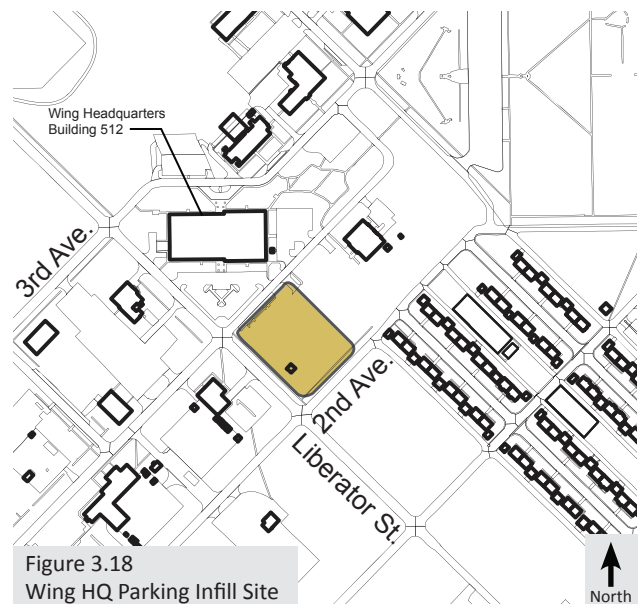 Wing Headquarters
Building 512
3rd Ave.
2nd Ave.
Liberator St.
Figure 3.18
Wing HQ Parking Infill Site
North